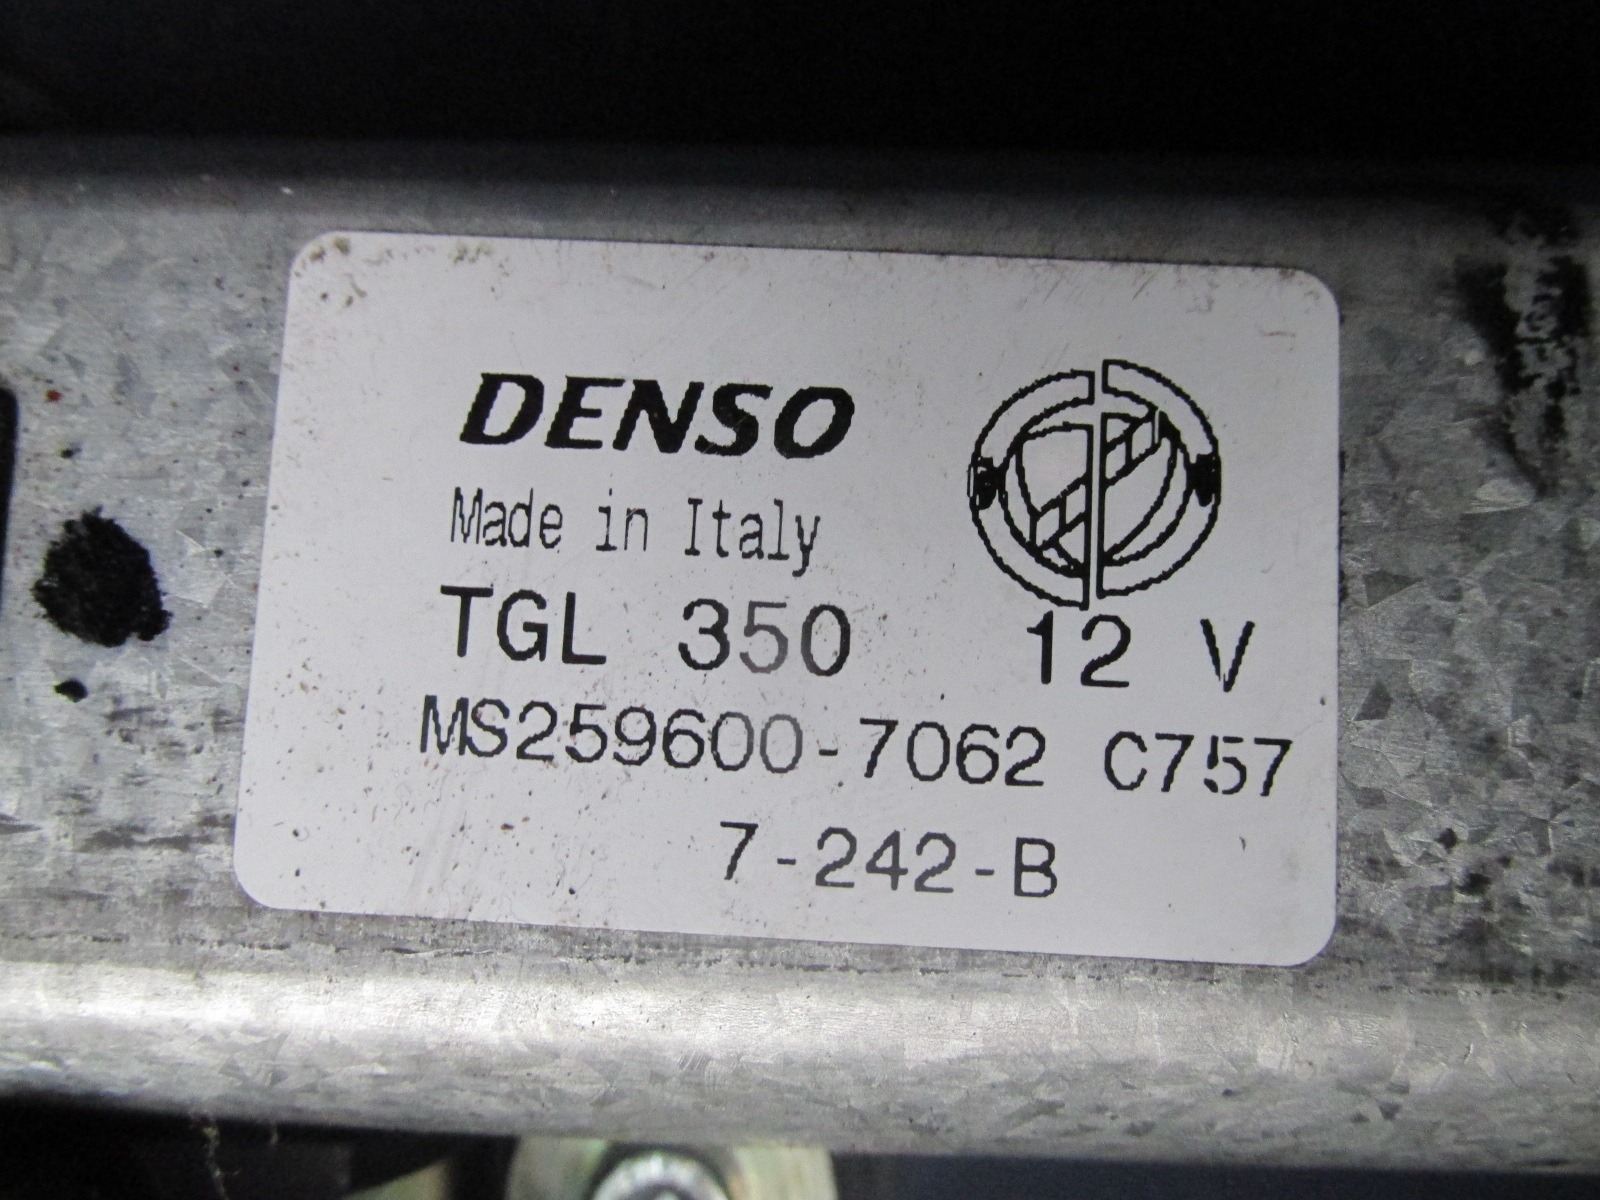 DENSO
Made in Italy
TGL 350 12 V
MS259600-7062 C757
7-242-B